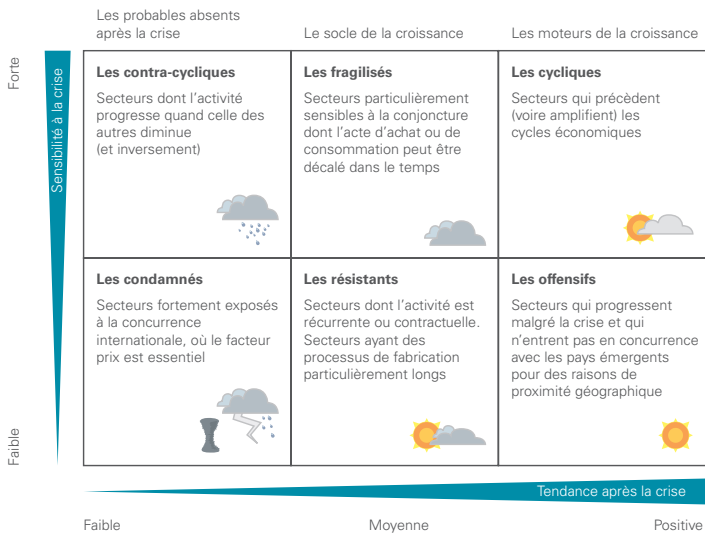 Les probables absents
après la crise
Le socle de la croissance
Les moteurs de la croissance
Forte
Sensibilité à la crise
Faible
Les contra-cycliques
Secteurs dont l'activité
progresse quand celle des
autres diminue
(et inversement)
Les fragilisés
Secteurs particulièrement
sensibles à la conjoncture
dont l'acte d'achat ou de
consommation peut être
décalé dans le temps
Les cycliques
Secteurs qui précèdent
(voire amplifient) les
cycles économiques
Les condamnés
Secteurs fortement exposés
à la concurrence
internationale, où le facteur
prix est essentiel
Les résistants
Secteurs dont l'activité est
récurrente ou contractuelle.
Secteurs ayant des
processus de fabrication
particulièrement longs
Les offensifs
Secteurs qui progressent
malgré la crise et qui
n'entrent pas en concurrence
avec les pays émergents
pour des raisons de
proximité géographique
Tendance après la crise
Faible
Moyenne
Positive